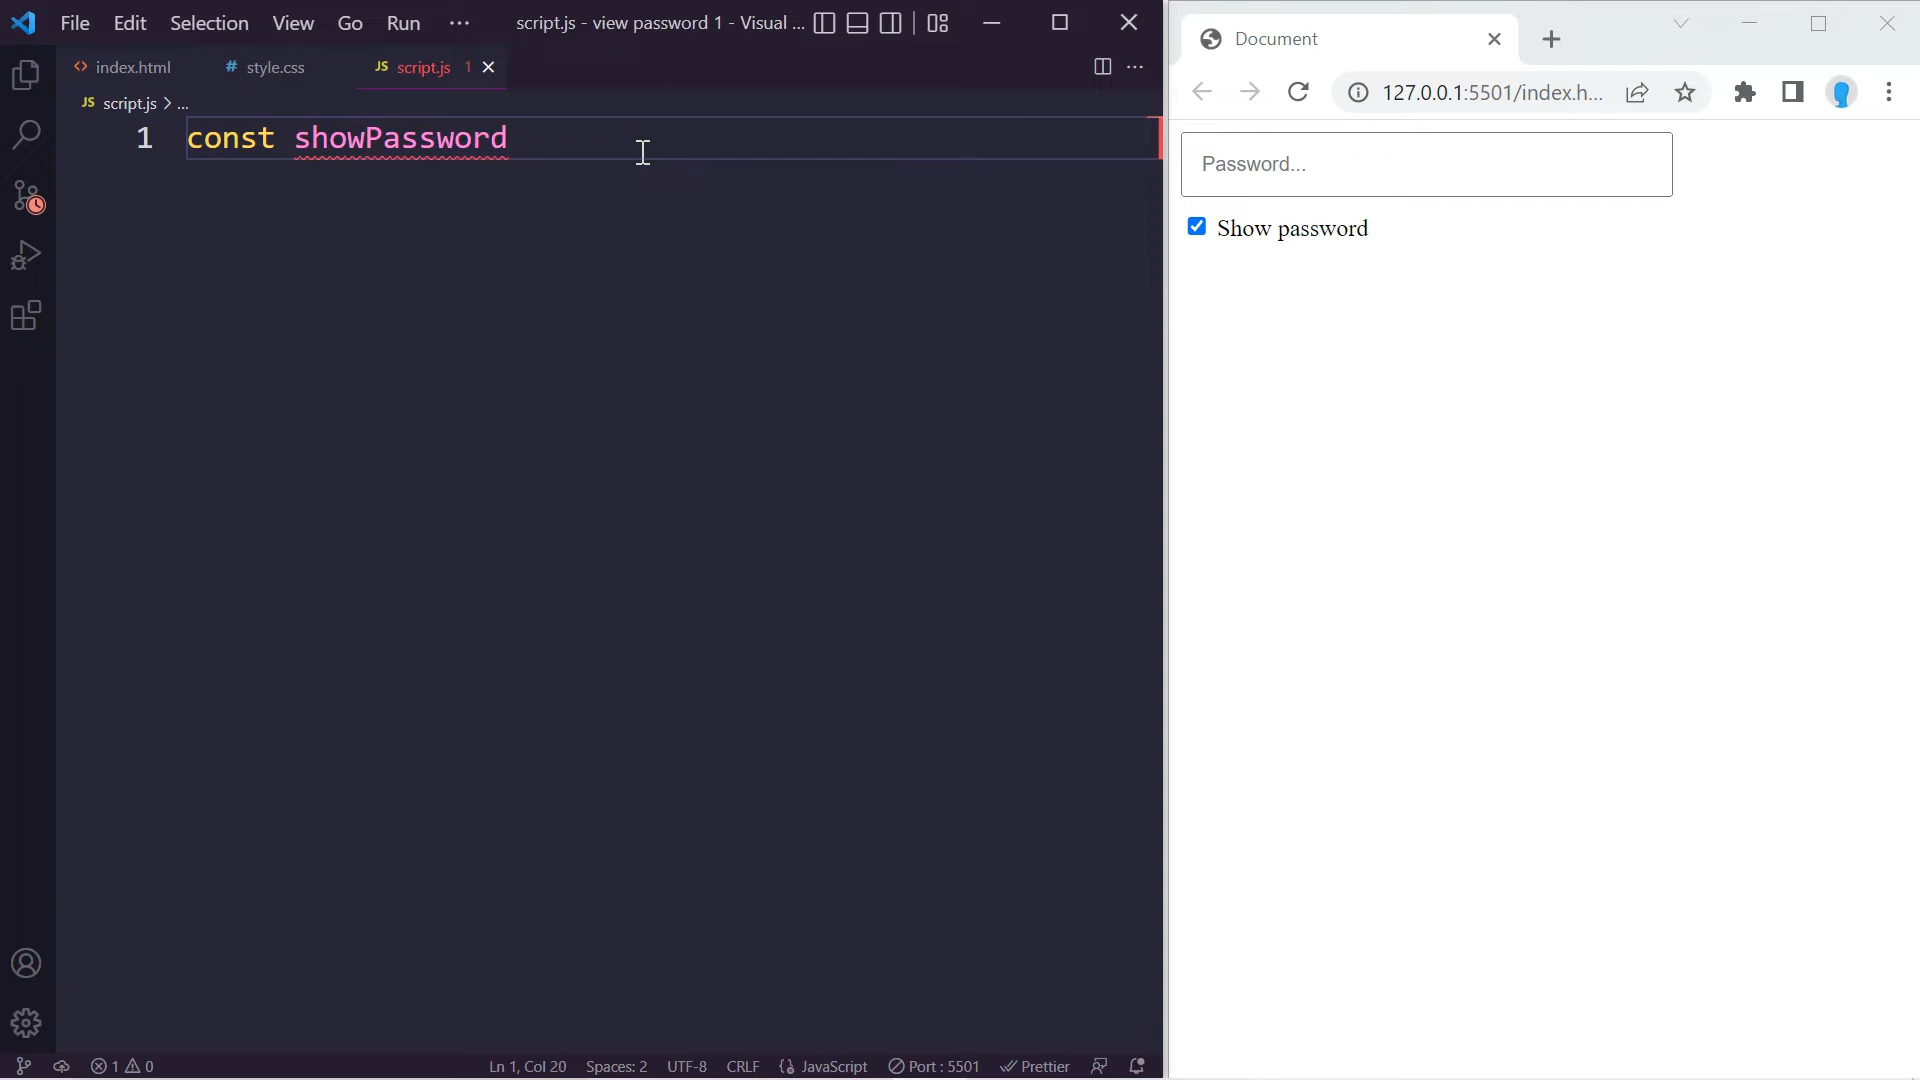 File Edit Selection View Go Run ... script.js - view password 1 - Visual ...
index.html # style.css JS script.js 1
JS script.js > ...
1 const showPassword
Ln 1, Col 20 Spaces: 2 UTF-8 CRLF {} JavaScript Port : 5501 Prettier
1 0
Document
127.0.0.1:5501/index.h...
Password...
Show password